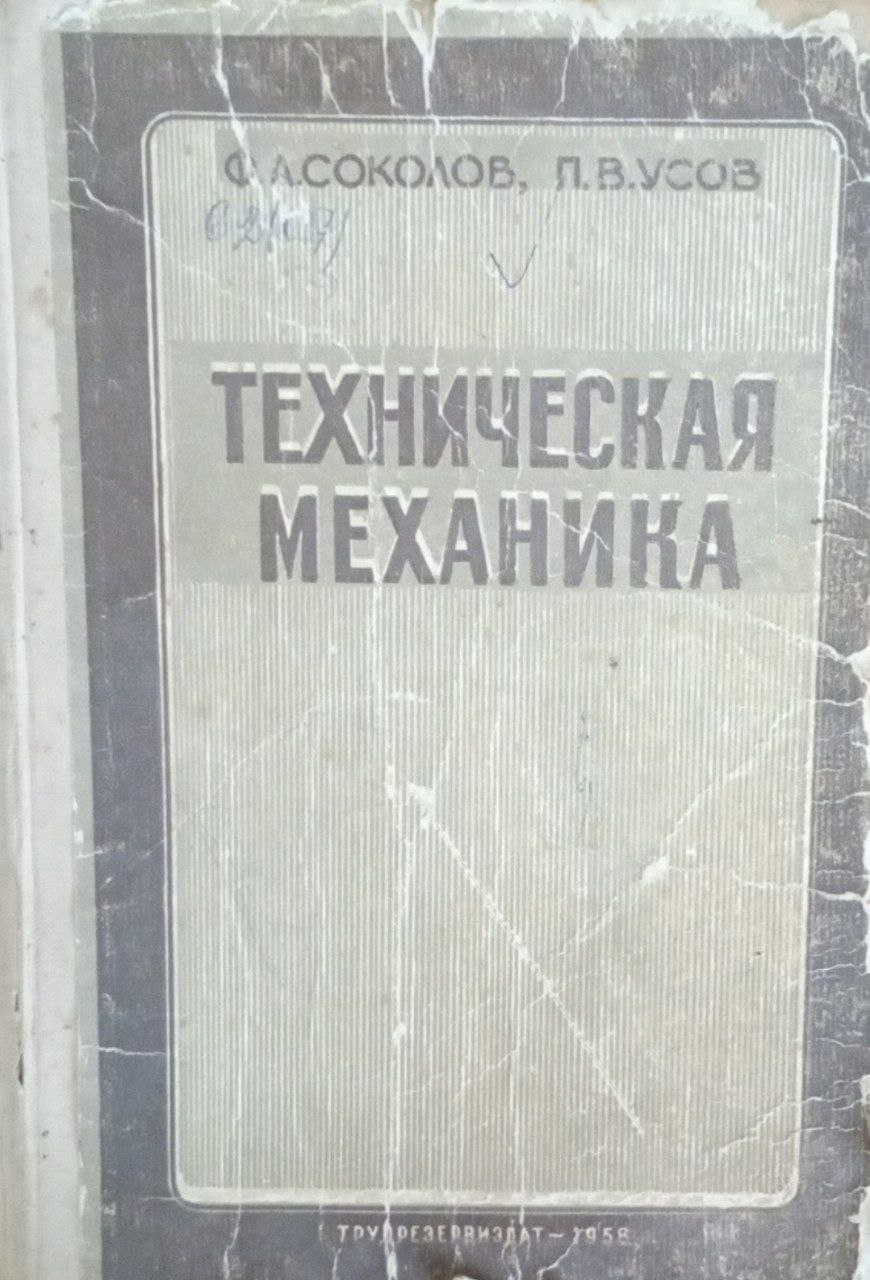 Ф.А.СОКОЛОВ, П.В.УСОВ
ТЕХНИЧЕСКАЯ
МЕХАНИКА
ТРУДРЕЗЕРВИЗДАТ — 1958